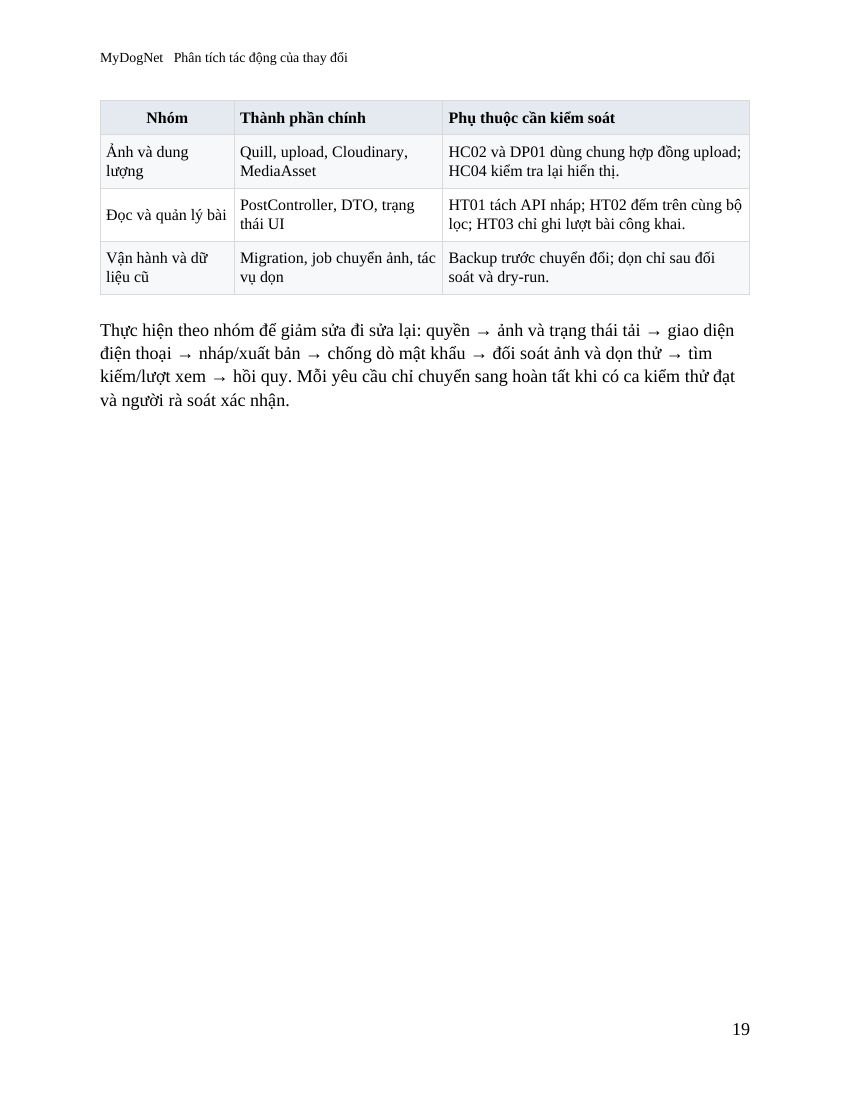 MyDogNet Phân tích tác động của thay đổi
Nhóm
Thành phần chính
Phụ thuộc cần kiểm soát
Ảnh và dung
lượng
Quill, upload, Cloudinary,
MediaAsset
HC02 và DP01 dùng chung hợp đồng upload;
HC04 kiểm tra lại hiển thị.
Đọc và quản lý bài
PostController, DTO, trạng
thái UI
HT01 tách API nháp; HT02 đếm trên cùng bộ
lọc; HT03 chỉ ghi lượt bài công khai.
Vận hành và dữ
liệu cũ
Migration, job chuyển ảnh, tác
vụ dọn
Backup trước chuyển đổi; dọn chỉ sau đối
soát và dry-run.
Thực hiện theo nhóm để giảm sửa đi sửa lại: quyền → ảnh và trạng thái tải → giao diện
điện thoại → nháp/xuất bản → chống dò mật khẩu → đối soát ảnh và dọn thử → tìm
kiếm/lượt xem → hồi quy. Mỗi yêu cầu chỉ chuyển sang hoàn tất khi có ca kiểm thử đạt
và người rà soát xác nhận.
19